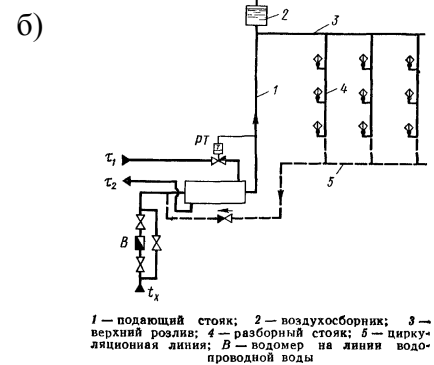 б)
2
3
1
4
РТ
τ₁
τ₂
5
В
tₓ
1 — подающий стояк; 2 — воздухосборник; 3 —
верхний розлив; 4 — разборный стояк; 5 — цирку-
ляционная линия; В — водомер на линии водо-
проводной воды